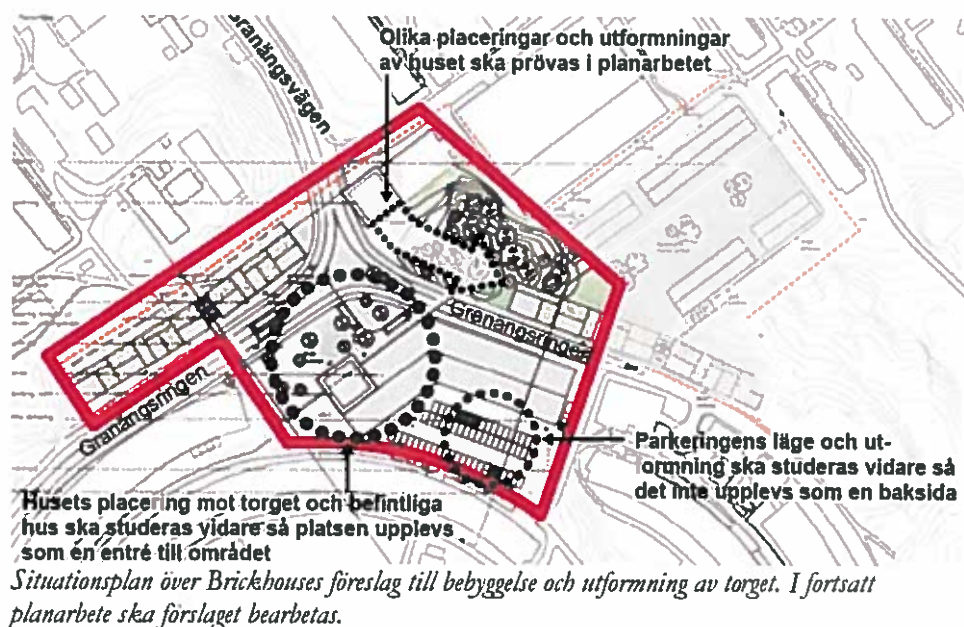 Granängsvägen
Olika placeringar och utformningar
av huset ska prövas i planarbetet
Granängsringen
Granängsringen
Parkeringens läge och ut-
ormning ska studeras vidare så
det inte upplevs som en baksida
Husets placering mot torget och befintliga
hus ska studeras vidare så platsen upplevs
som en entré till området
Situationsplan över Brickhouses föreslag till bebyggelse och utformning av torget. I fortsatt
planarbete ska förslaget bearbetas.